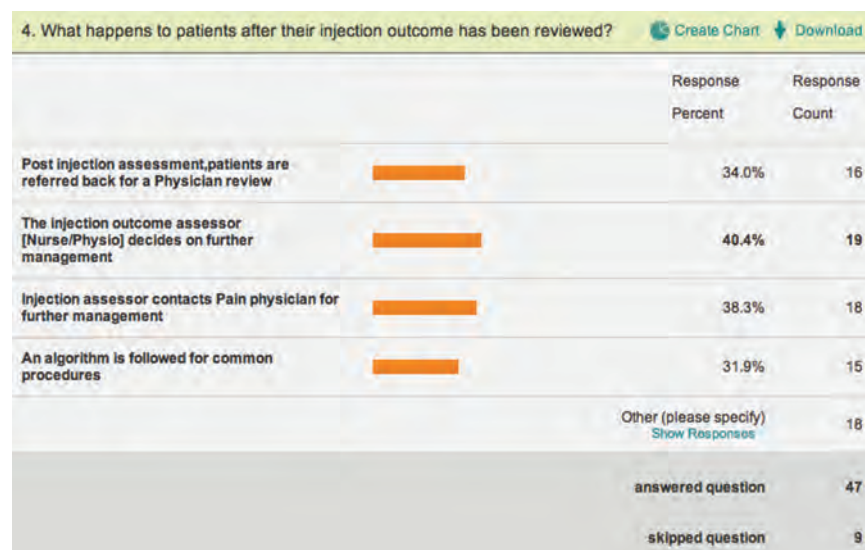 4. What happens to patients after their injection outcome has been reviewed? Create Chart Download
Response Response
Percent Count
Post injection assessment,patients are
referred back for a Physician review
34.0% 16
The injection outcome assessor
[Nurse/Physio] decides on further
management
40.4% 19
Injection assessor contacts Pain physician for
further management
38.3% 18
An algorithm is followed for common
procedures
31.9% 15
Other (please specify)
Show Responses
18
answered question 47
skipped question 9